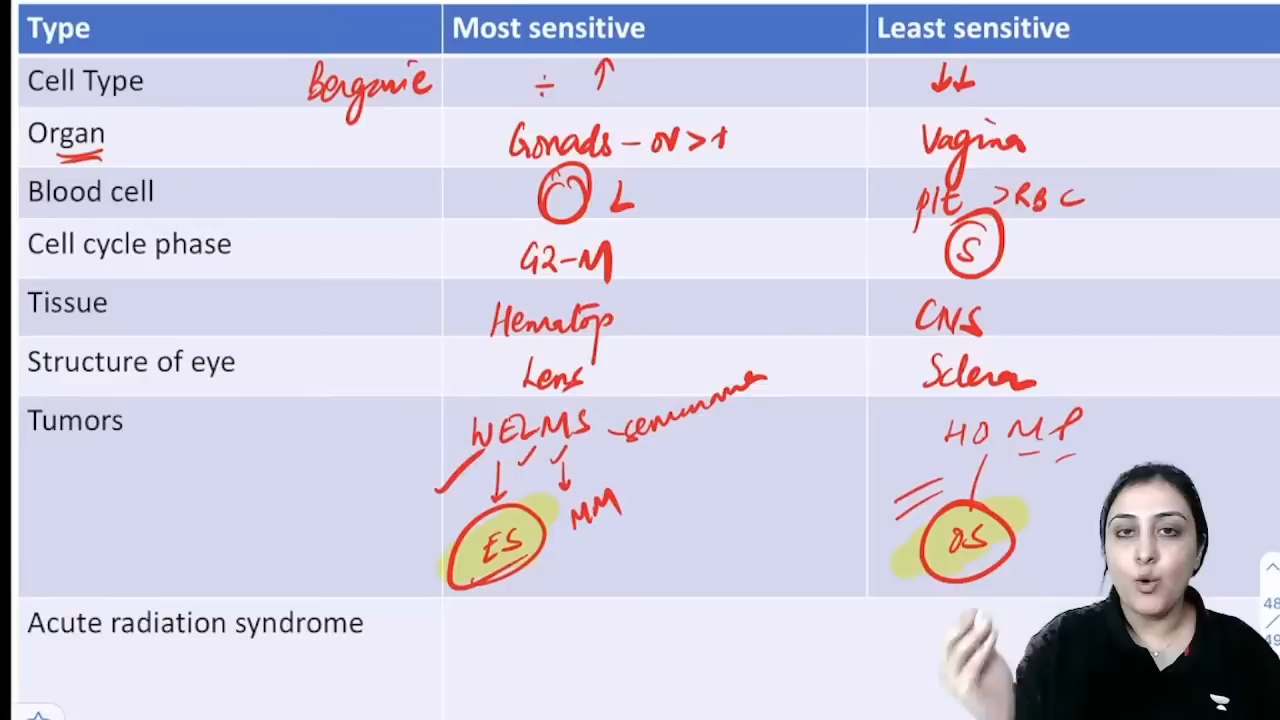 Type Most sensitive Least sensitive
Cell Type Bergonie ÷ ↑ ↓↓
Organ Gonads - ov > t Vagina
Blood cell L plt > RBC
Cell cycle phase G2-M S
Tissue Hematop CNS
Structure of eye Lens Sclera
Tumors WELMS - seminoma HOMP
ES MM OS
Acute radiation syndrome
48
49